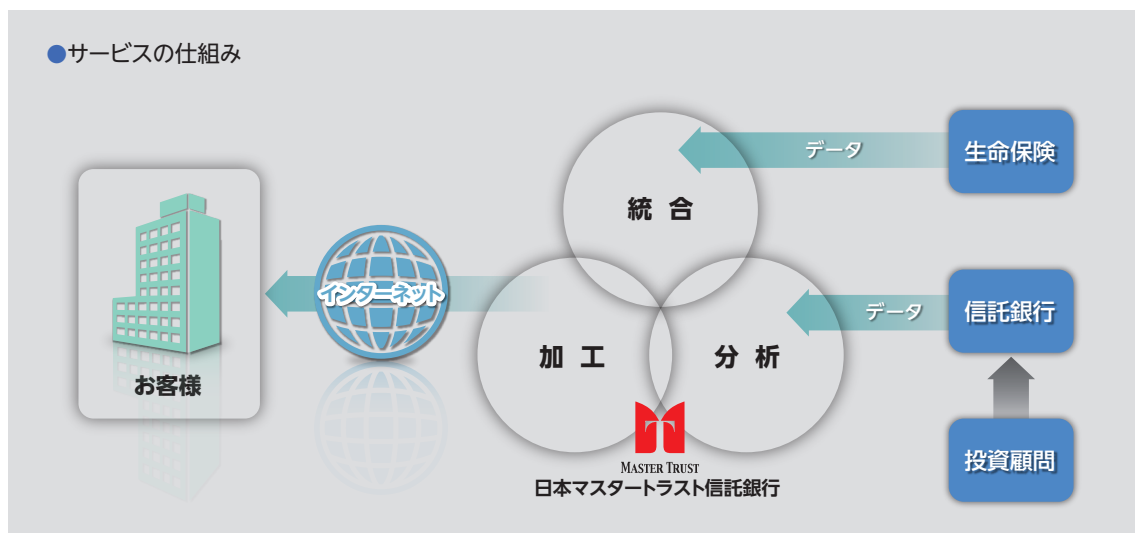 ●サービスの仕組み
データ
生命保険
統合
インターネット
データ
信託銀行
加工
分析
お客様
投資顧問
MASTER TRUST
日本マスタートラスト信託銀行